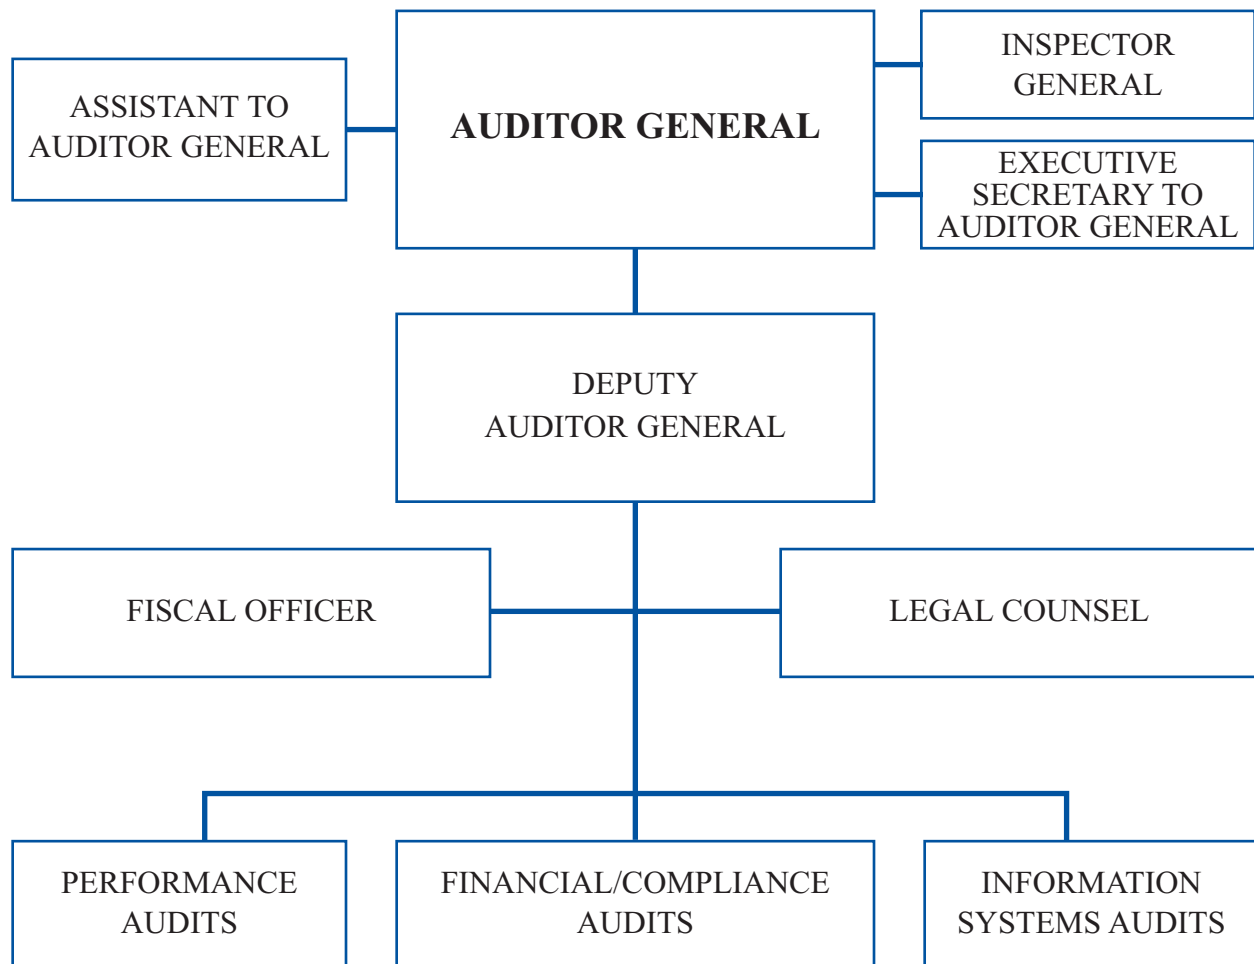 ASSISTANT TO
AUDITOR GENERAL
AUDITOR GENERAL
INSPECTOR
GENERAL
EXECUTIVE
SECRETARY TO
AUDITOR GENERAL
DEPUTY
AUDITOR GENERAL
FISCAL OFFICER
LEGAL COUNSEL
PERFORMANCE
AUDITS
FINANCIAL/COMPLIANCE
AUDITS
INFORMATION
SYSTEMS AUDITS